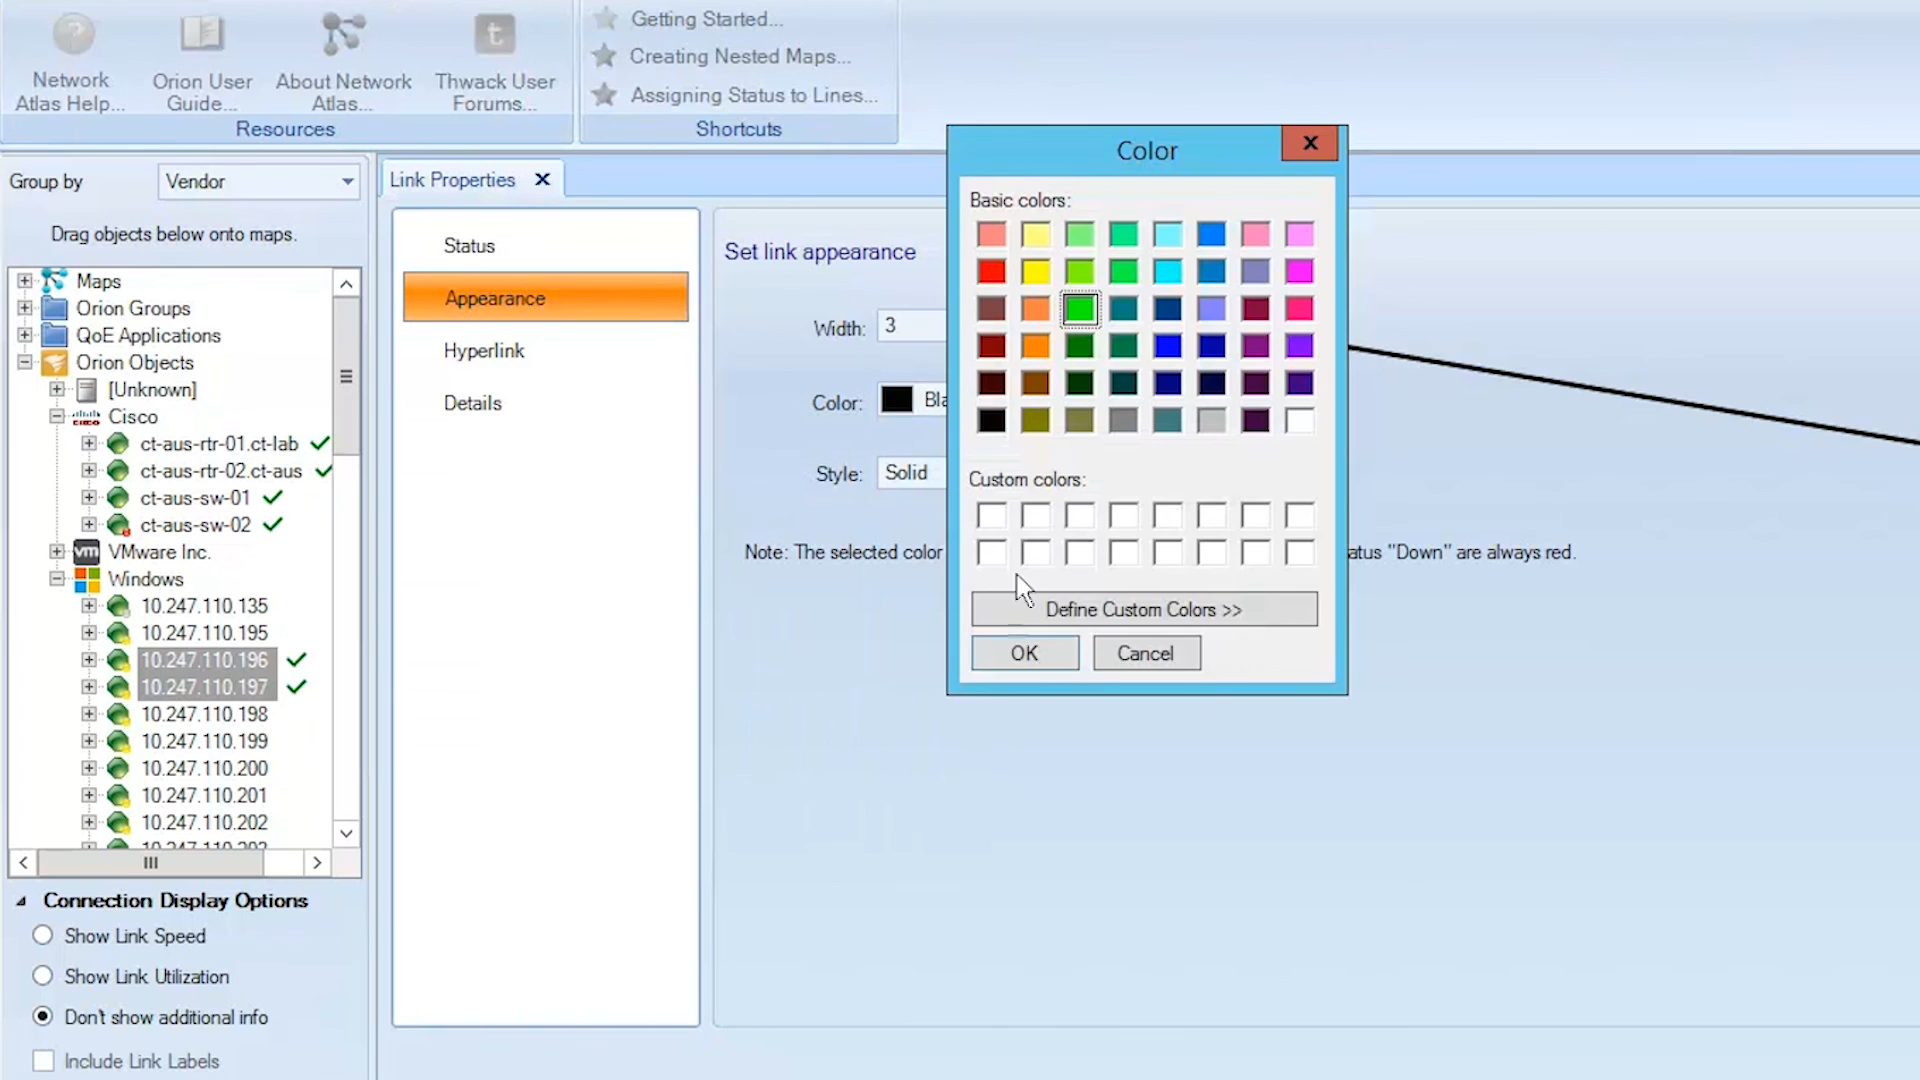 Network
Atlas Help...
Orion User
Guide...
About Network
Atlas...
Thwack User
Forums...
Resources
Getting Started...
Creating Nested Maps...
Assigning Status to Lines...
Shortcuts
Group by
Vendor
Drag objects below onto maps.
Maps
Orion Groups
QoE Applications
Orion Objects
[Unknown]
Cisco
ct-aus-rtr-01.ct-lab
ct-aus-rtr-02.ct-aus
ct-aus-sw-01
ct-aus-sw-02
vm VMware Inc.
Windows
10.247.110.135
10.247.110.195
10.247.110.196
10.247.110.197
10.247.110.198
10.247.110.199
10.247.110.200
10.247.110.201
10.247.110.202
Connection Display Options
Show Link Speed
Show Link Utilization
Don't show additional info
Include Link Labels
Link Properties
Status
Appearance
Hyperlink
Details
Set link appearance
Width: 3
Color: Bla
Style: Solid
Note: The selected color
atus "Down" are always red.
Color
Basic colors:
Custom colors:
Define Custom Colors >>
OK
Cancel